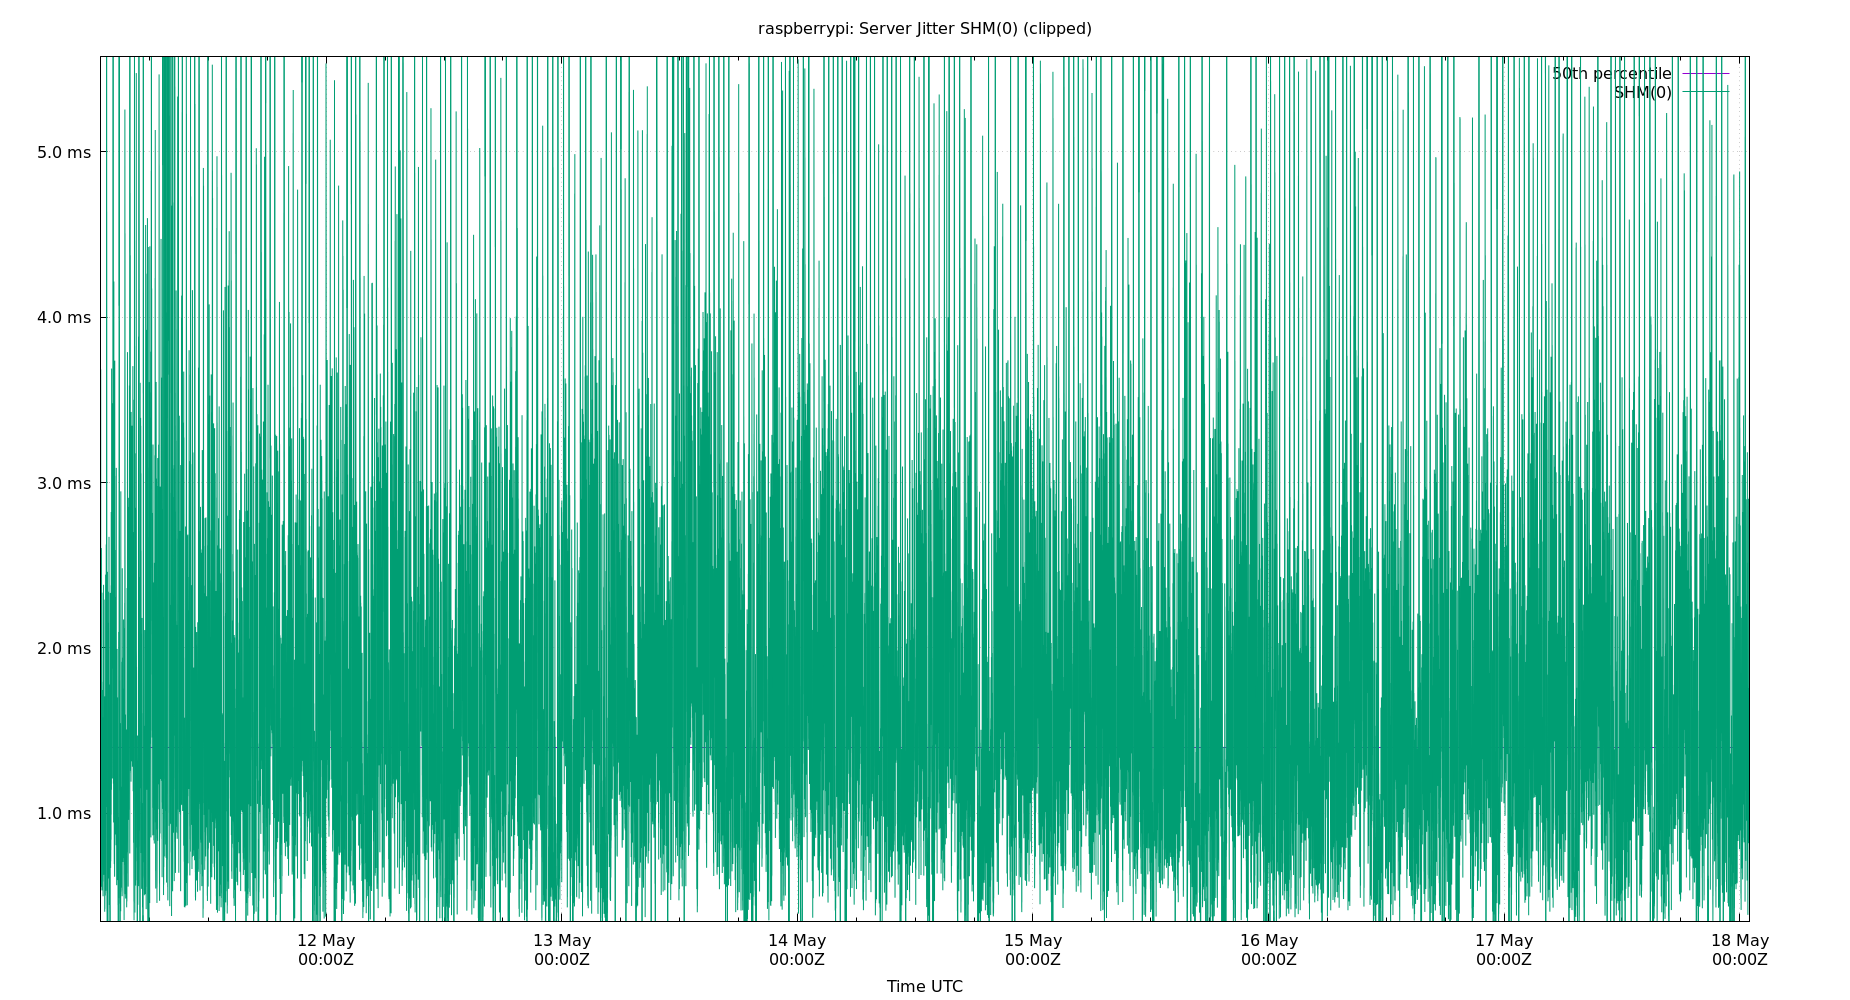 raspberrypi: Server Jitter SHM(0) (clipped)
50th percentile
SHM(0)
5.0 ms
4.0 ms
3.0 ms
2.0 ms
1.0 ms
12 May 13 May 14 May 15 May 16 May 17 May 18 May
00:00Z 00:00Z 00:00Z 00:00Z 00:00Z 00:00Z 00:00Z
Time UTC